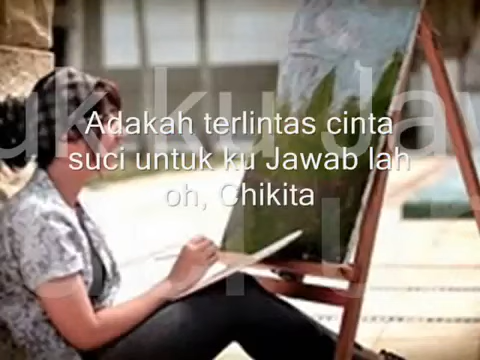 Adakah terlintas cinta
suci untuk ku Jawab lah
oh, Chikita